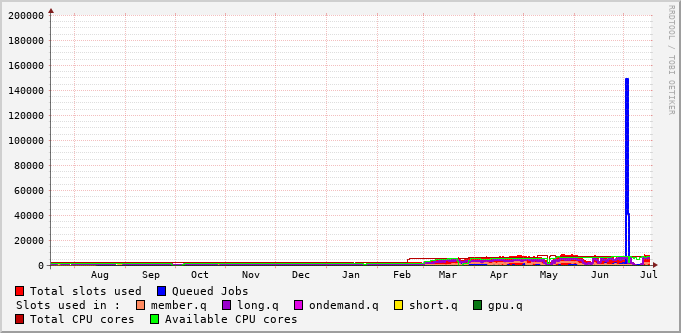 200000
180000
160000
140000
120000
100000
80000
60000
40000
20000
0
Aug Sep Oct Nov Dec Jan Feb Mar Apr May Jun Jul
Total slots used Queued Jobs
Slots used in : member.q long.q ondemand.q short.q gpu.q
Total CPU cores Available CPU cores
RRDTOOL / TOBI OETIKER